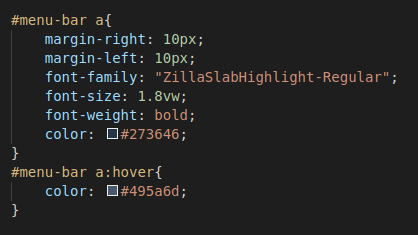 #menu-bar a{
    margin-right: 10px;
    margin-left: 10px;
    font-family: "ZillaSlabHighlight-Regular";
    font-size: 1.8vw;
    font-weight: bold;
    color: #273646;
}
#menu-bar a:hover{
    color: #495a6d;
}